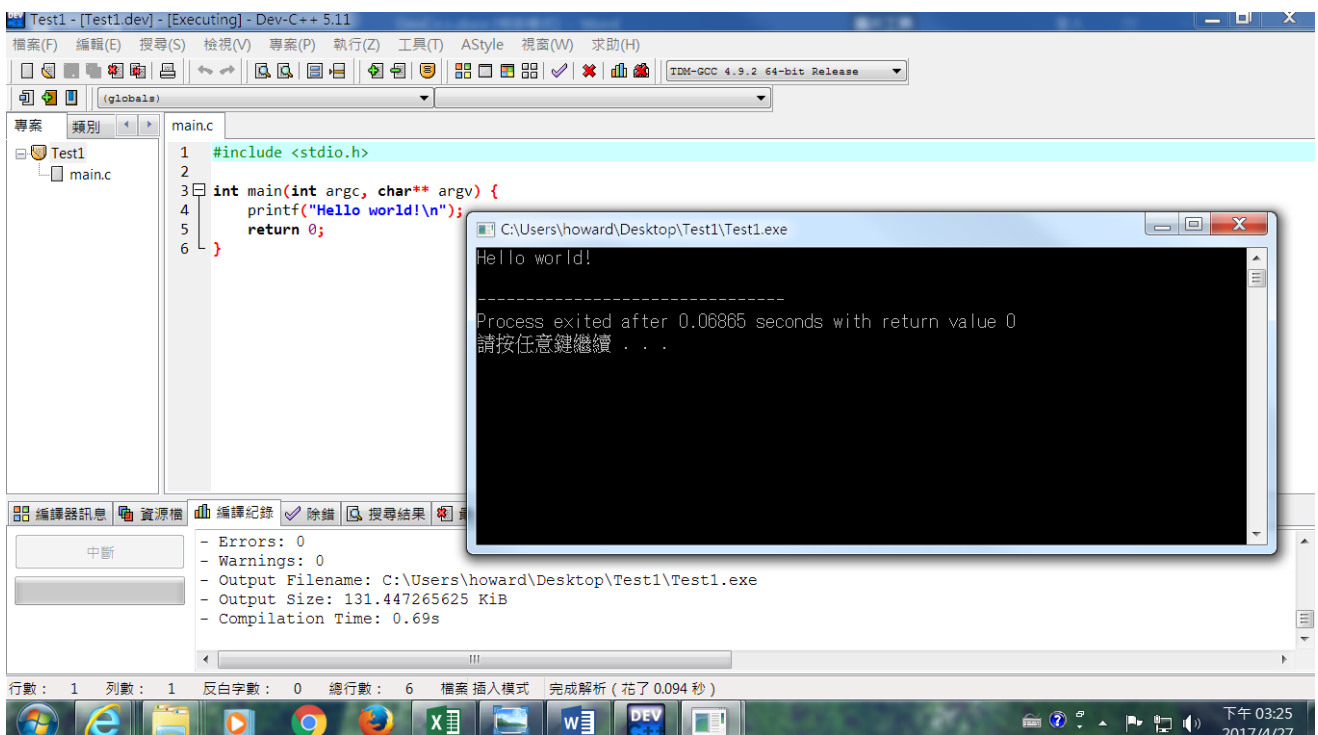 Test1 - [Test1.dev] - [Executing] - Dev-C++ 5.11
檔案(F) 編輯(E) 搜尋(S) 檢視(V) 專案(P) 執行(Z) 工具(T) AStyle 視窗(W) 求助(H)
TDM-GCC 4.9.2 64-bit Release
(globals)
專案 類別 main.c
Test1
main.c
1 #include <stdio.h>
2
3 int main(int argc, char** argv) {
4 printf("Hello world!\n");
5 return 0;
6 }
C:\Users\howard\Desktop\Test1\Test1.exe
Hello world!
--------------------------------
Process exited after 0.06865 seconds with return value 0
請按任意鍵繼續 . . .
編譯器訊息 資源檔 編譯紀錄 除錯 搜尋結果
中斷
- Errors: 0
- Warnings: 0
- Output Filename: C:\Users\howard\Desktop\Test1\Test1.exe
- Output Size: 131.447265625 KiB
- Compilation Time: 0.69s
行數： 1 列數： 1 反白字數： 0 總行數： 6 檔案 插入模式 完成解析 ( 花了 0.094 秒 )
DEV
下午 03:25
2017/4/27